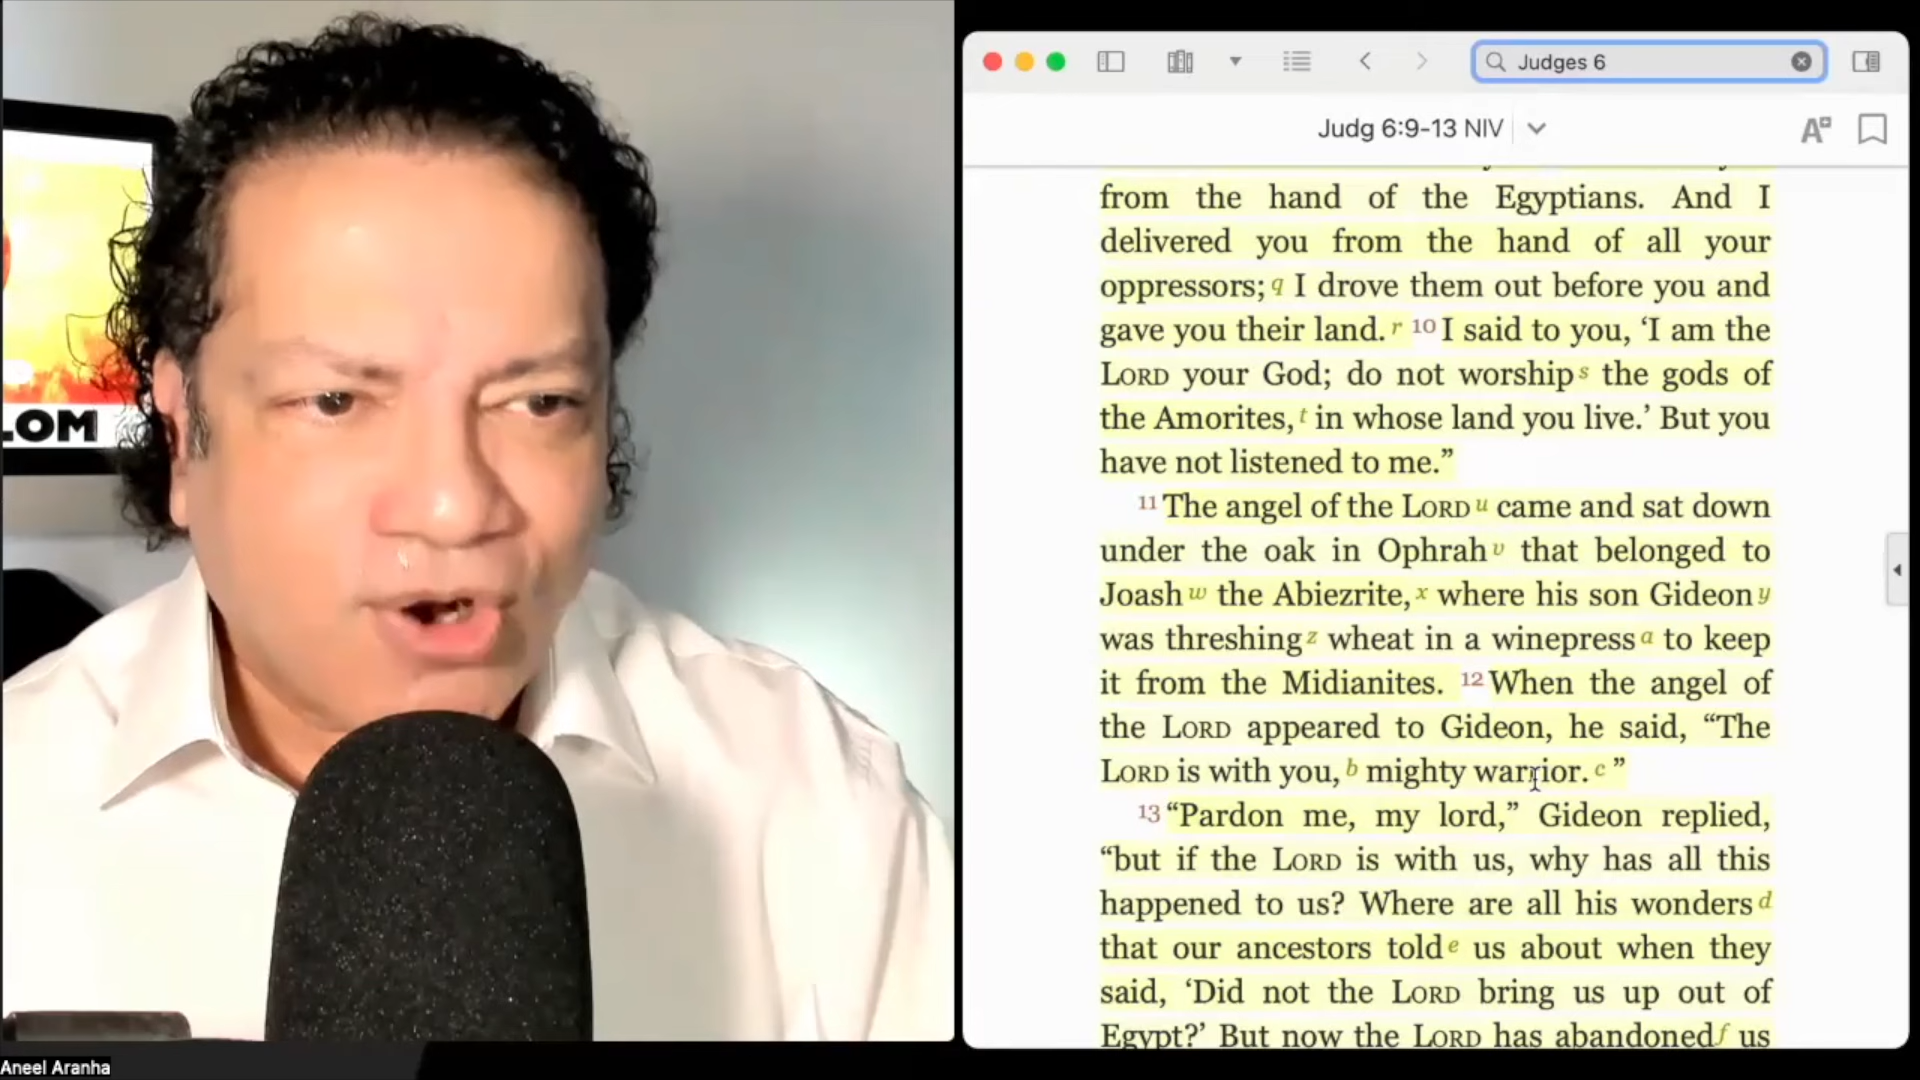 .OM
Aneel Aranha
Judges 6
Judg 6:9-13 NIV
A
from the hand of the Egyptians. And I
delivered you from the hand of all your
oppressors; q I drove them out before you and
gave you their land. r 10 I said to you, ‘I am the
LORD your God; do not worship s the gods of
the Amorites, t in whose land you live.’ But you
have not listened to me.”
11 The angel of the LORD u came and sat down
under the oak in Ophrah v that belonged to
Joash w the Abiezrite, x where his son Gideon y
was threshing z wheat in a winepress a to keep
it from the Midianites. 12 When the angel of
the LORD appeared to Gideon, he said, “The
LORD is with you, b mighty warrior. c ”
13 “Pardon me, my lord,” Gideon replied,
“but if the LORD is with us, why has all this
happened to us? Where are all his wonders d
that our ancestors told e us about when they
said, ‘Did not the LORD bring us up out of
Egypt?’ But now the LORD has abandoned f us